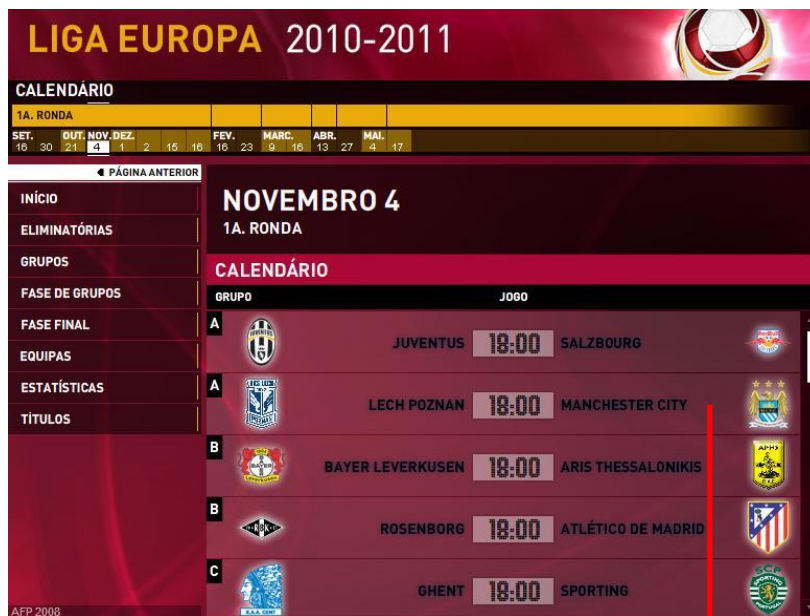 LIGA EUROPA 2010-2011
CALENDÁRIO
1A. RONDA
SET. OUT. NOV. DEZ. FEV. MARC. ABR. MAI.
16 30 21 4 1 2 15 16 16 23 9 16 13 27 4 17
PÁGINA ANTERIOR
INÍCIO
ELIMINATÓRIAS
GRUPOS
FASE DE GRUPOS
FASE FINAL
EQUIPAS
ESTATÍSTICAS
TÍTULOS
NOVEMBRO 4
1A. RONDA
CALENDÁRIO
GRUPO JOGO
A JUVENTUS 18:00 SALZBOURG
A LECH POZNAN 18:00 MANCHESTER CITY
B BAYER LEVERKUSEN 18:00 ARIS THESSALONIKIS
B ROSENBORG 18:00 ATLÉTICO DE MADRID
C GHENT 18:00 SPORTING
AFP 2008